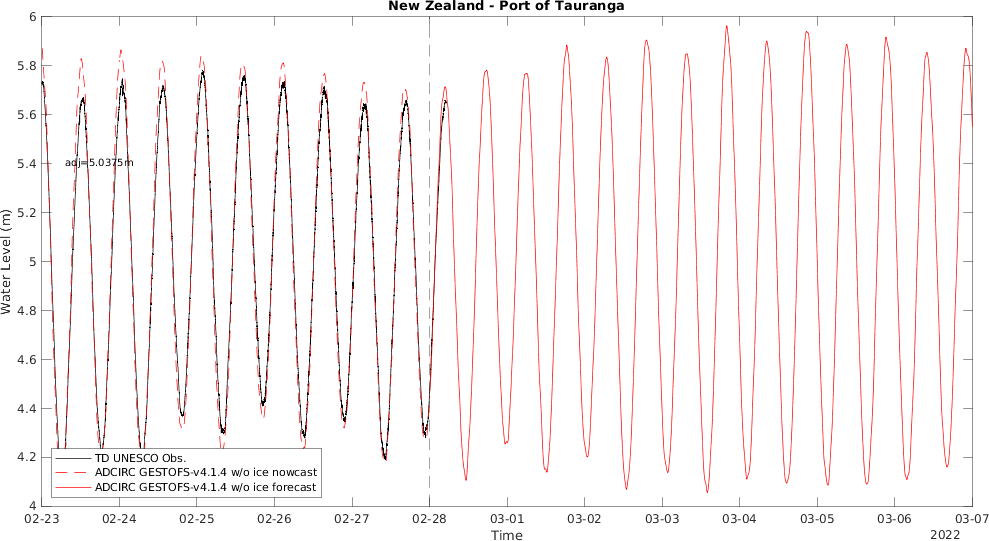 New Zealand - Port of Tauranga
6
5.8
5.6
5.4
5.2
5
4.8
4.6
4.4
4.2
4
Water Level (m)
adj=5.0375m
TD UNESCO Obs.
ADCIRC GESTOFS-v4.1.4 w/o ice nowcast
ADCIRC GESTOFS-v4.1.4 w/o ice forecast
02-23 02-24 02-25 02-26 02-27 02-28 03-01 03-02 03-03 03-04 03-05 03-06 03-07
Time
2022